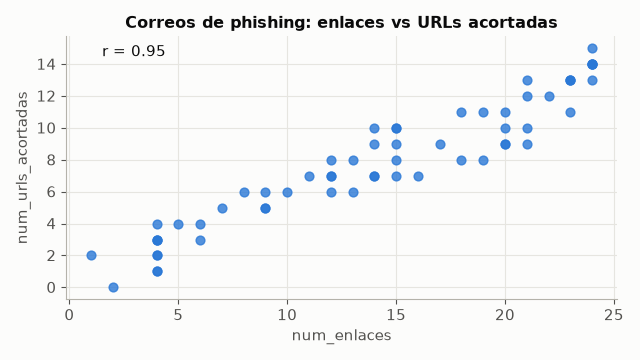 Correos de phishing: enlaces vs URLs acortadas
r = 0.95
num_urls_acortadas
14
12
10
8
6
4
2
0
0 5 10 15 20 25
num_enlaces